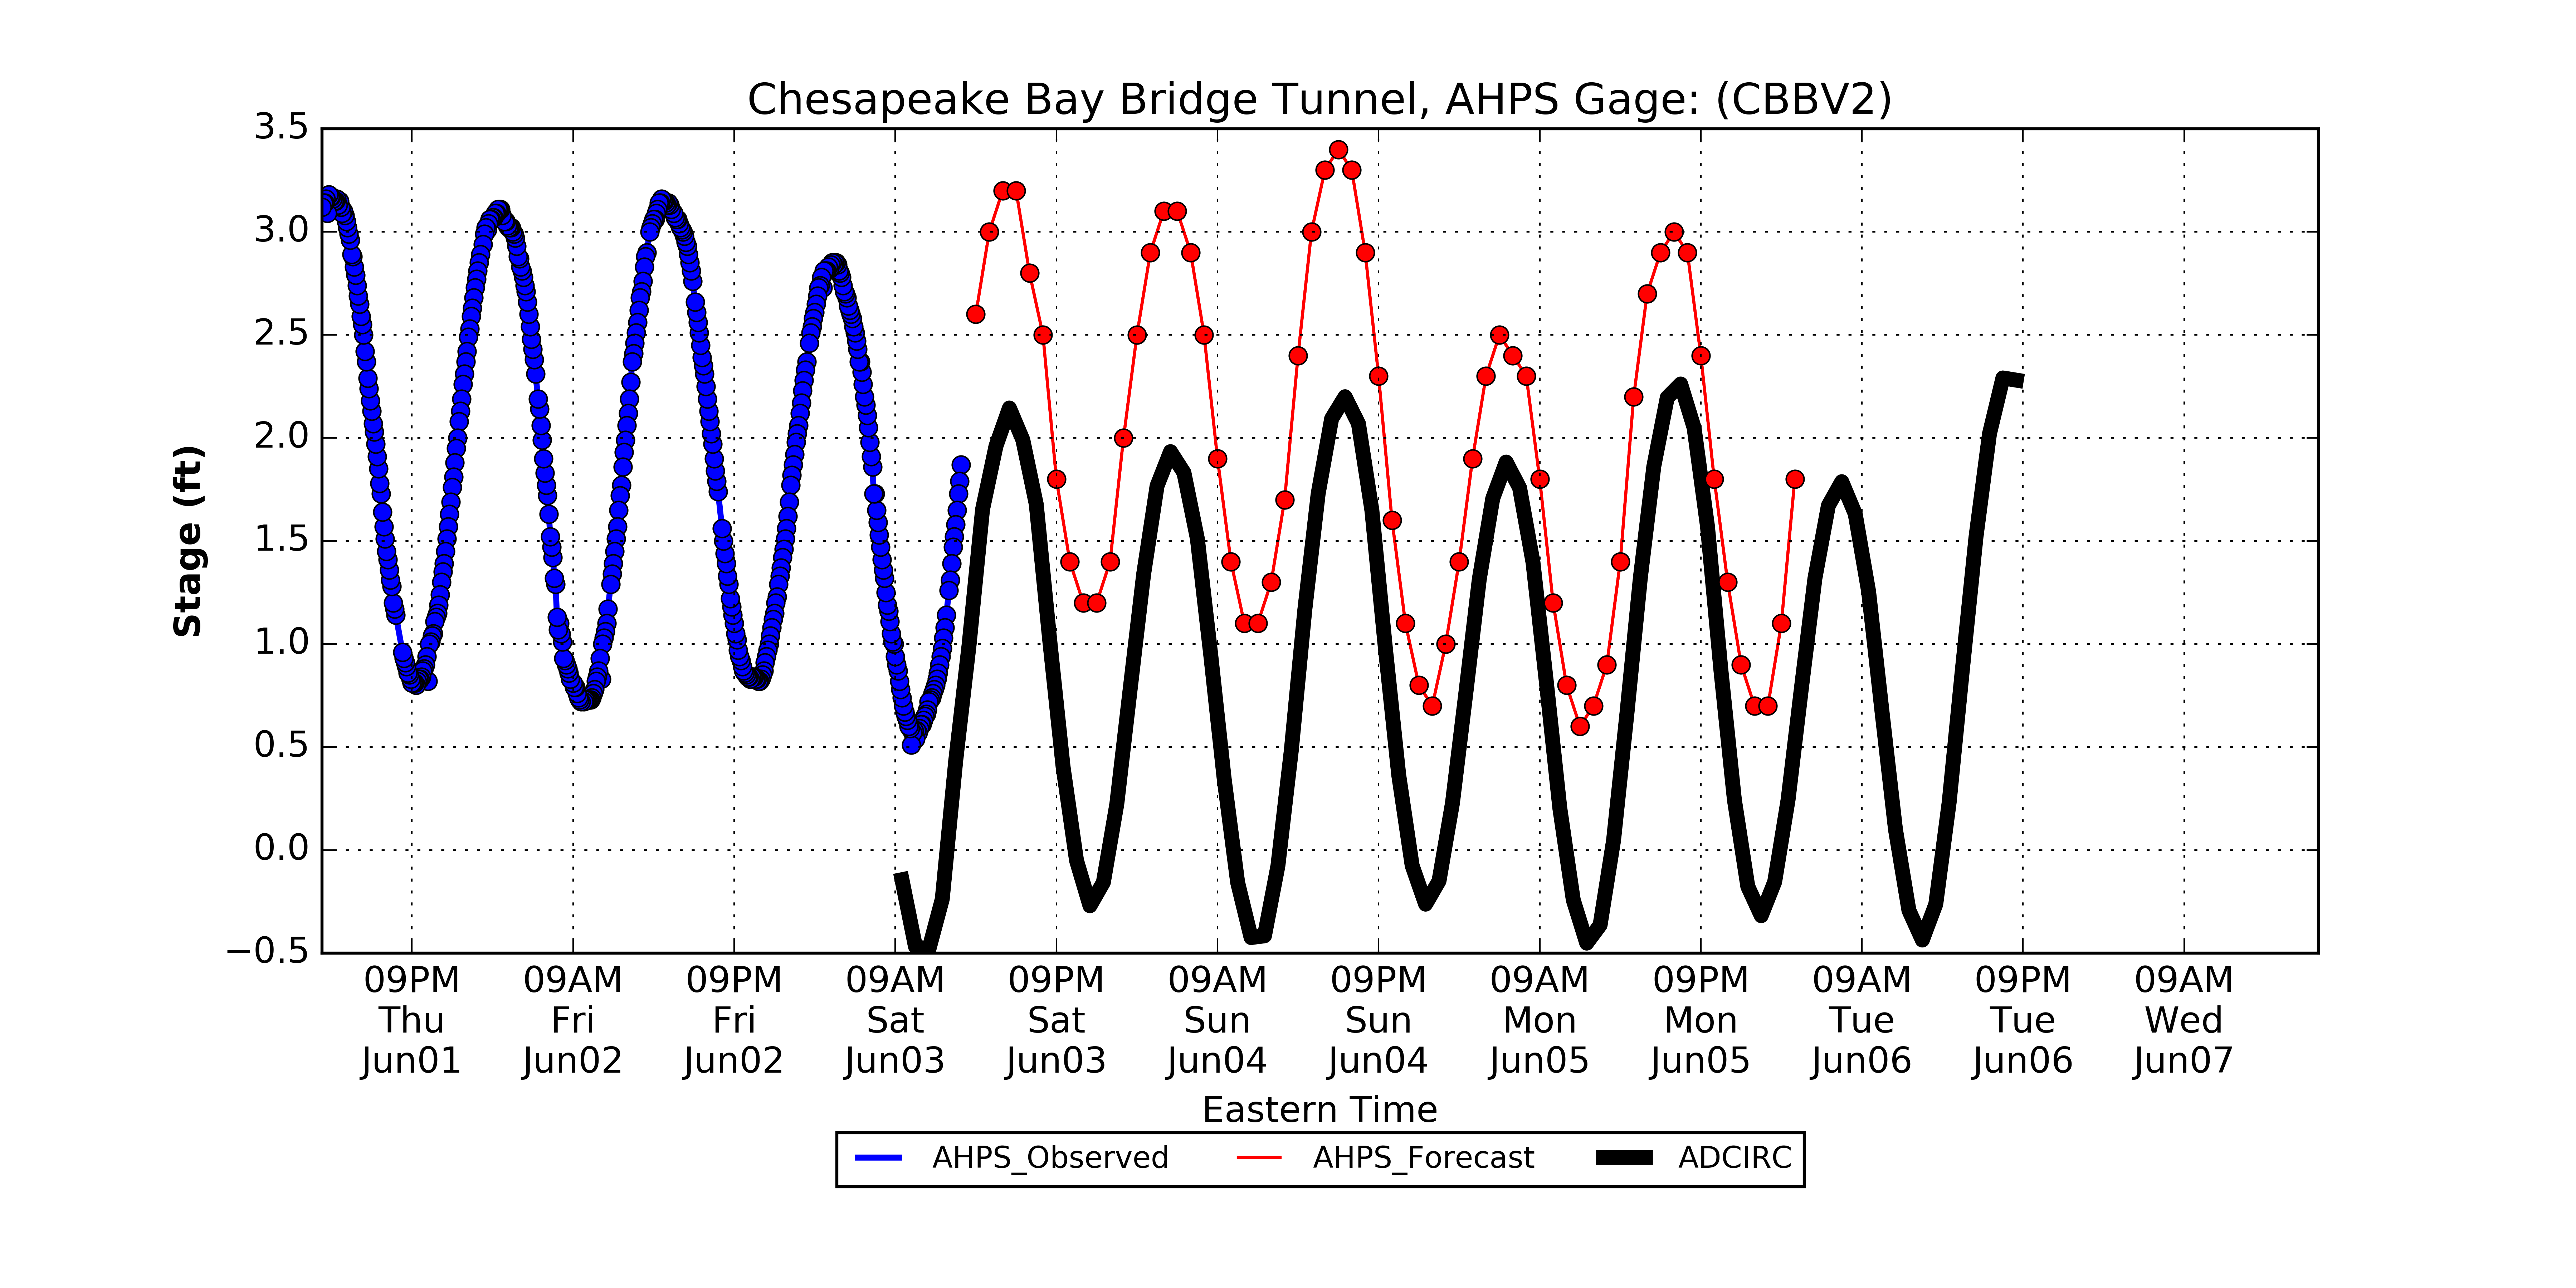 Chesapeake Bay Bridge Tunnel, AHPS Gage: (CBBV2)
3.5
3.0
2.5
2.0
1.5
1.0
0.5
0.0
−0.5
Stage (ft)
09PM 09AM 09PM 09AM 09PM 09AM 09PM 09AM 09PM 09AM 09PM 09AM
Thu Fri Fri Sat Sat Sun Sun Mon Mon Tue Tue Wed
Jun01 Jun02 Jun02 Jun03 Jun03 Jun04 Jun04 Jun05 Jun05 Jun06 Jun06 Jun07
Eastern Time
AHPS_Observed AHPS_Forecast ADCIRC